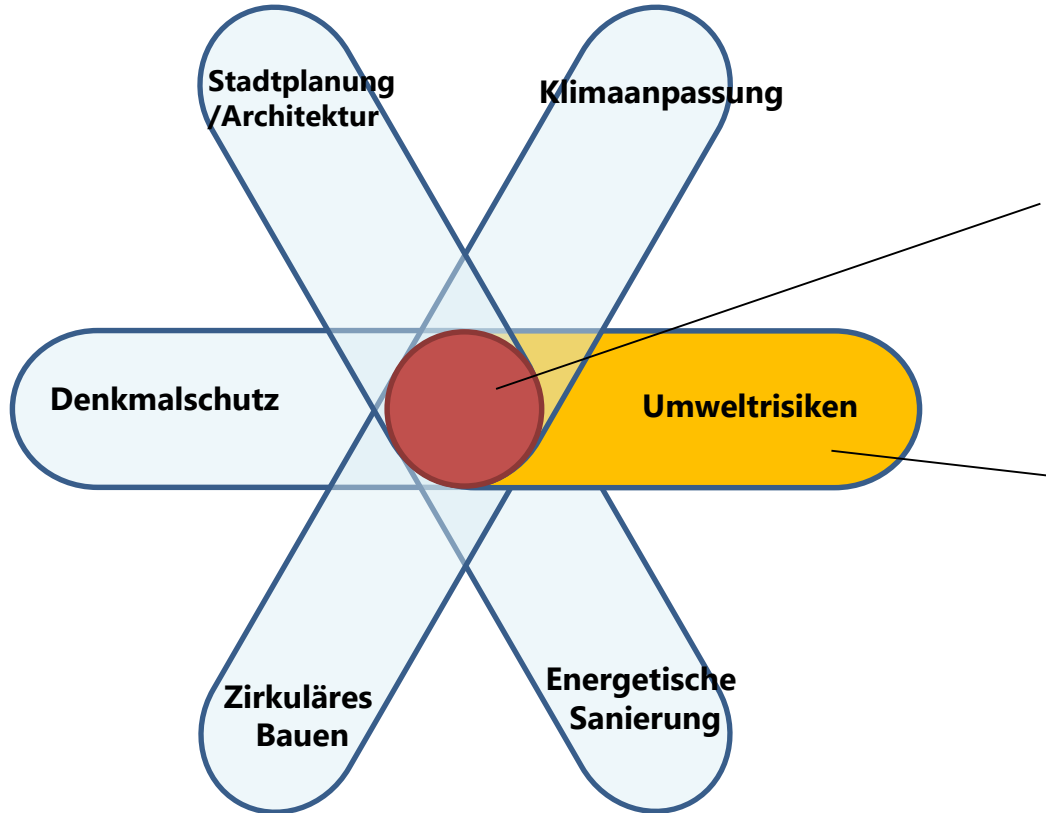 Stadtplanung
/Architektur
Klimaanpassung
Denkmalschutz
Umweltrisiken
Zirkuläres
Bauen
Energetische
Sanierung